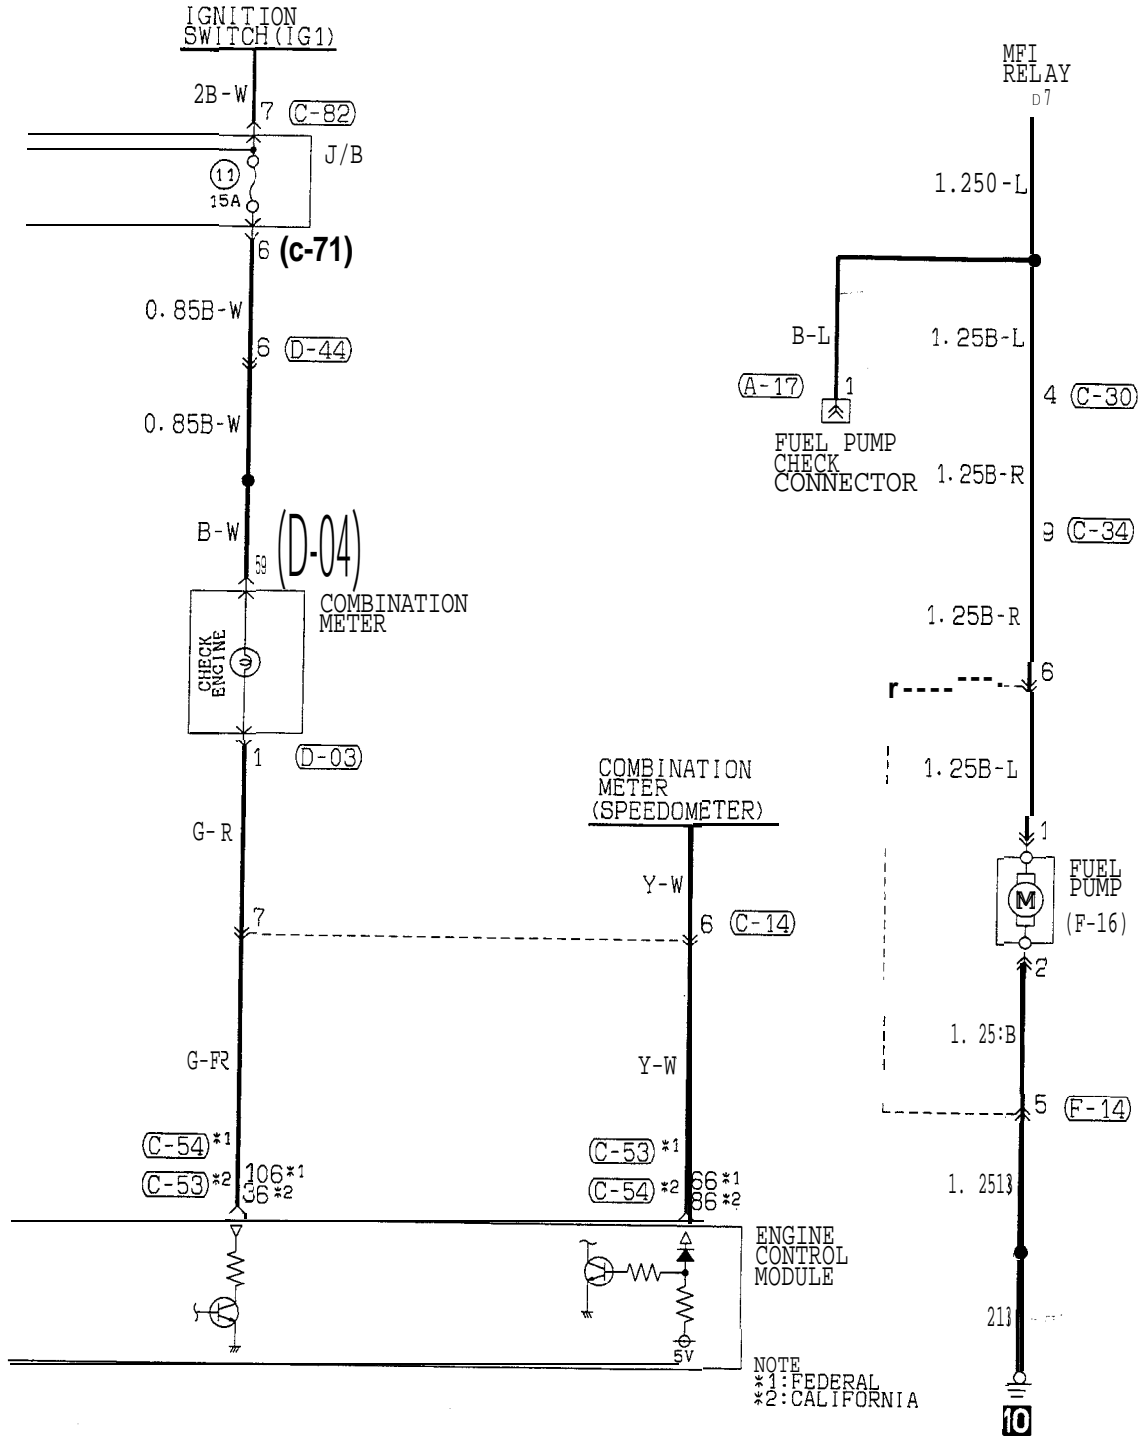 IGNITION
SWITCH(IG1)
2B-W
7 (C-82)
J/B
11
15A
6 (c-71)
0.85B-W
6 (D-44)
0.85B-W
B-W
59 (D-04)
COMBINATION
METER
CHECK
ENGINE
1 (D-03)
G-R
7
G-FR
(C-54)*1
(C-53)*2
106*1
36*2
COMBINATION
METER
(SPEEDOMETER)
Y-W
6 (C-14)
Y-W
(C-53)*1
(C-54)*2
66*1
86*2
ENGINE
CONTROL
MODULE
5V
NOTE
*1:FEDERAL
*2:CALIFORNIA
MFI
RELAY
D7
1.250-L
B-L
1.25B-L
(A-17) 1
FUEL PUMP
CHECK
CONNECTOR
4 (C-30)
1.25B-R
9 (C-34)
1.25B-R
r
6
1.25B-L
1
M
FUEL
PUMP
(F-16)
2
1. 25:B
5 (F-14)
1. 2513
213
10